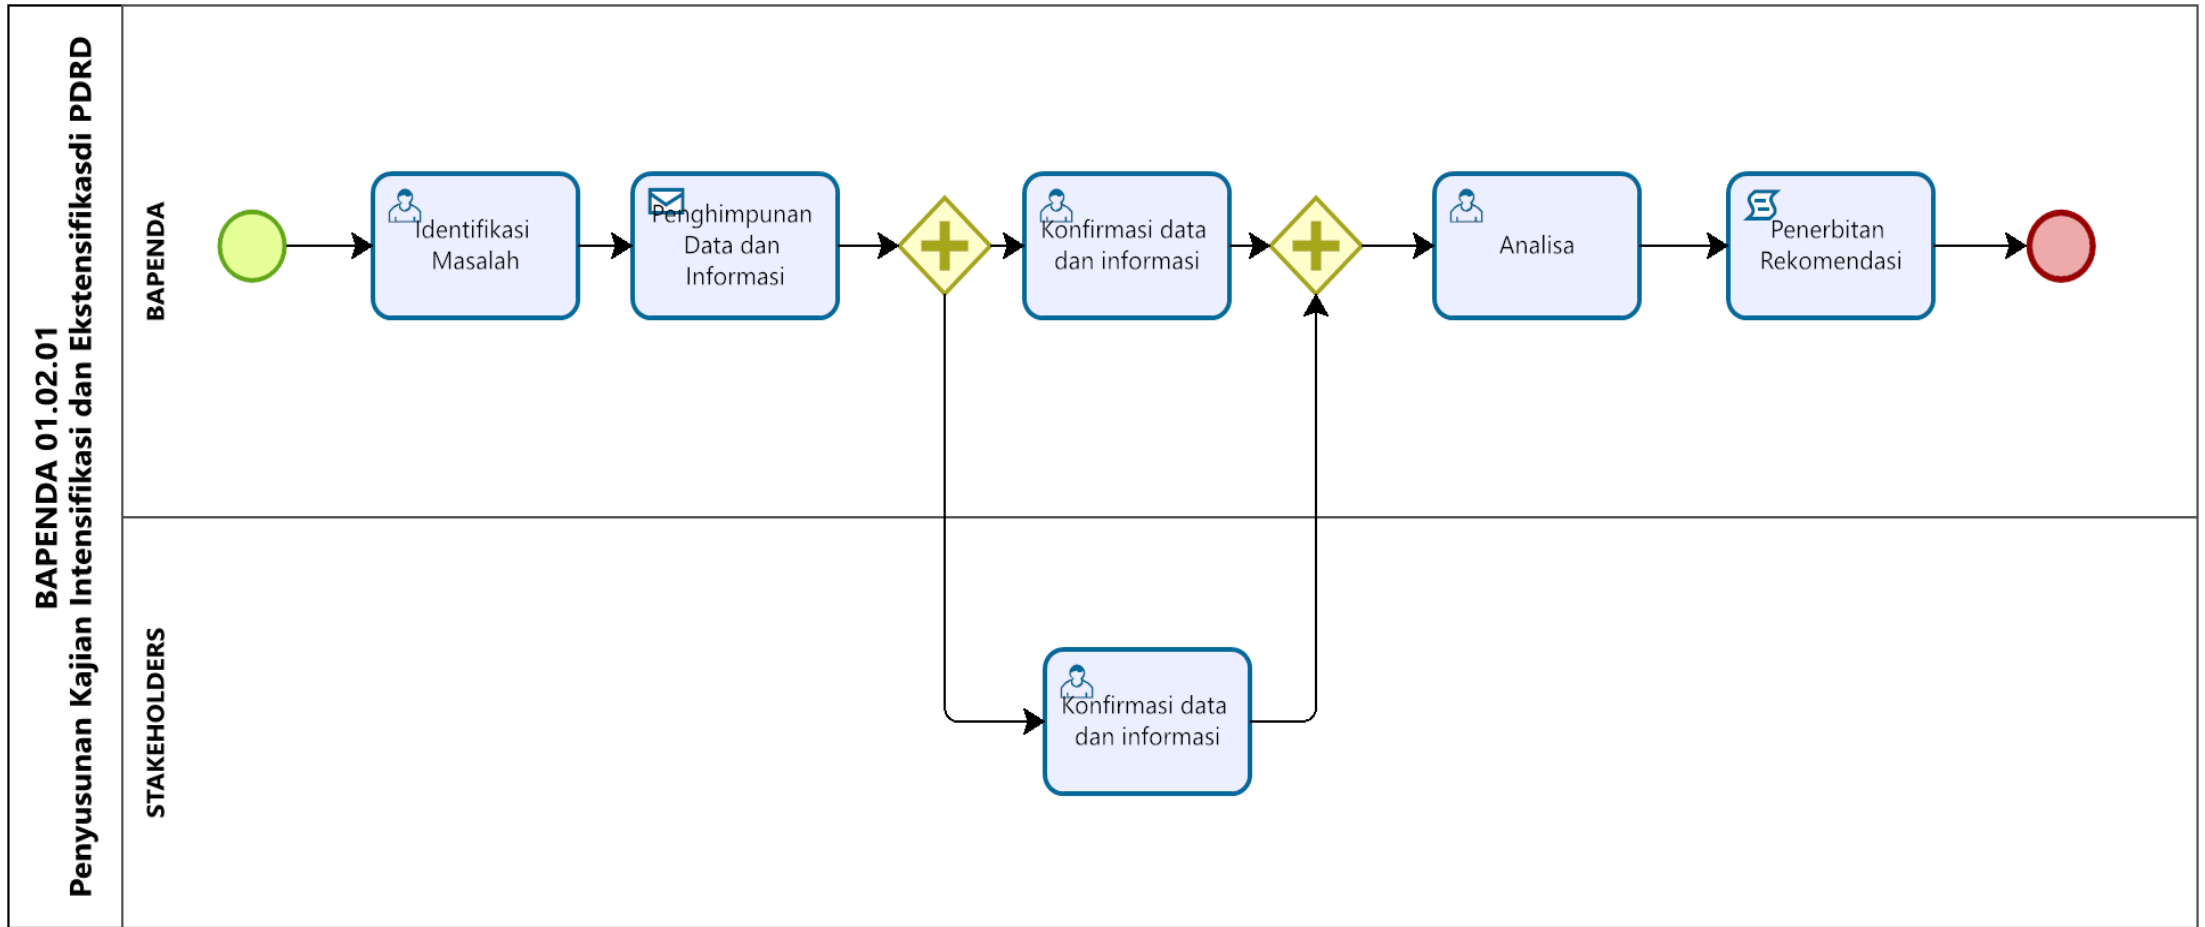 BAPENDA 01.02.01
Penyusunan Kajian Intensifikasi dan Ekstensifikasdi PDRD
BAPENDA
Identifikasi
Masalah
Penghimpunan
Data dan
Informasi
Konfirmasi data
dan informasi
Analisa
Penerbitan
Rekomendasi
STAKEHOLDERS
Konfirmasi data
dan informasi